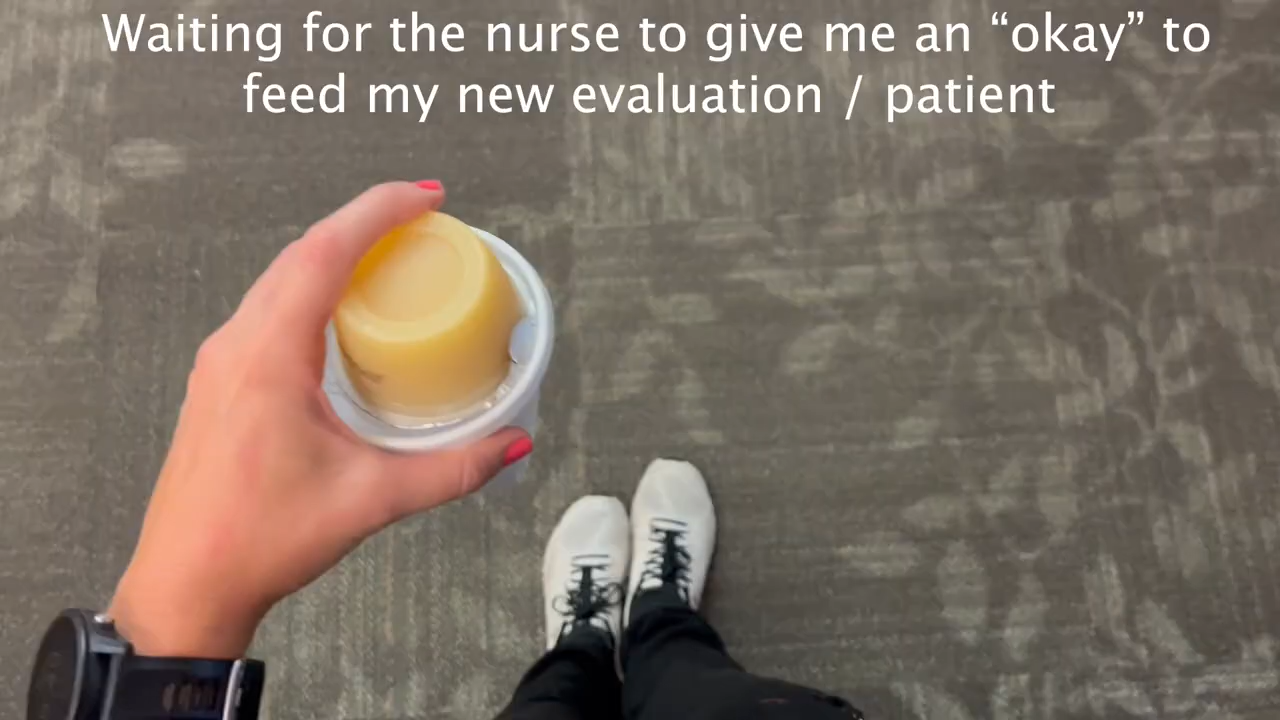 Waiting for the nurse to give me an “okay” to
feed my new evaluation / patient